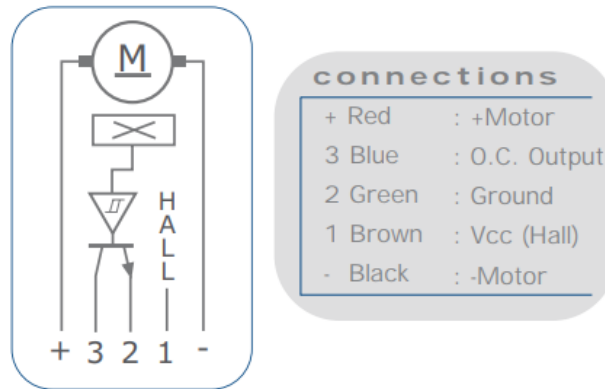 M
H
A
L
L
+ 3 2 1 -
connections
+ Red : +Motor
3 Blue : O.C. Output
2 Green : Ground
1 Brown : Vcc (Hall)
- Black : -Motor